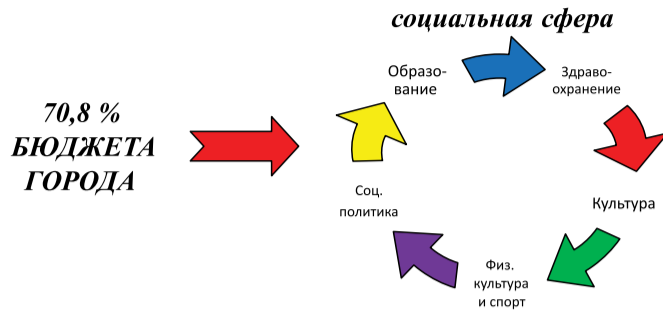 социальная сфера
70,8 %
БЮДЖЕТА
ГОРОДА
Образо-
вание
Здраво-
охранение
Культура
Физ.
культура
и спорт
Соц.
политика